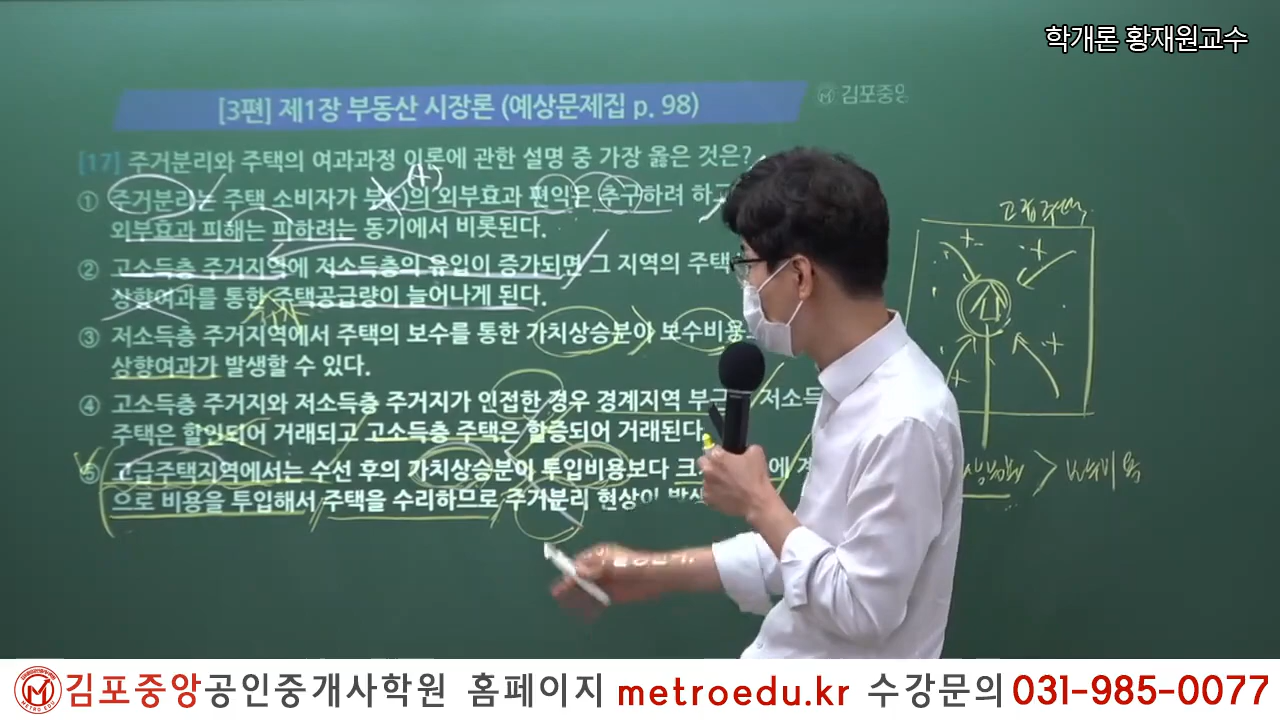 학개론 황재원교수
[3편] 제1장 부동산 시장론 (예상문제집 p. 98)
김포중앙
[17] 주거분리와 주택의 여과과정 이론에 관한 설명 중 가장 옳은 것은?
① 주거분리는 주택 소비자가 부(-)의 외부효과 편익은 추구하려 하고
(+)
외부효과 피해는 피하려는 동기에서 비롯된다.
② 고소득층 주거지역에 저소득층의 유입이 증가되면 그 지역의 주택
상향여과를 통한 주택공급량이 늘어나게 된다.
③ 저소득층 주거지역에서 주택의 보수를 통한 가치상승분이 보수비용
상향여과가 발생할 수 있다.
④ 고소득층 주거지와 저소득층 주거지가 인접한 경우 경계지역 부근 저소득
주택은 할인되어 거래되고 고소득층 주택은 할증되어 거래된다.
⑤ 고급주택지역에서는 수선 후의 가치상승분이 투입비용보다 크
으로 비용을 투입해서 주택을 수리하므로 주거분리 현상이
고급주택
+ +
+ +
> 보수비용
METRO EDU
김포중앙공인중개사학원 홈페이지 metroedu.kr 수강문의 031-985-0077